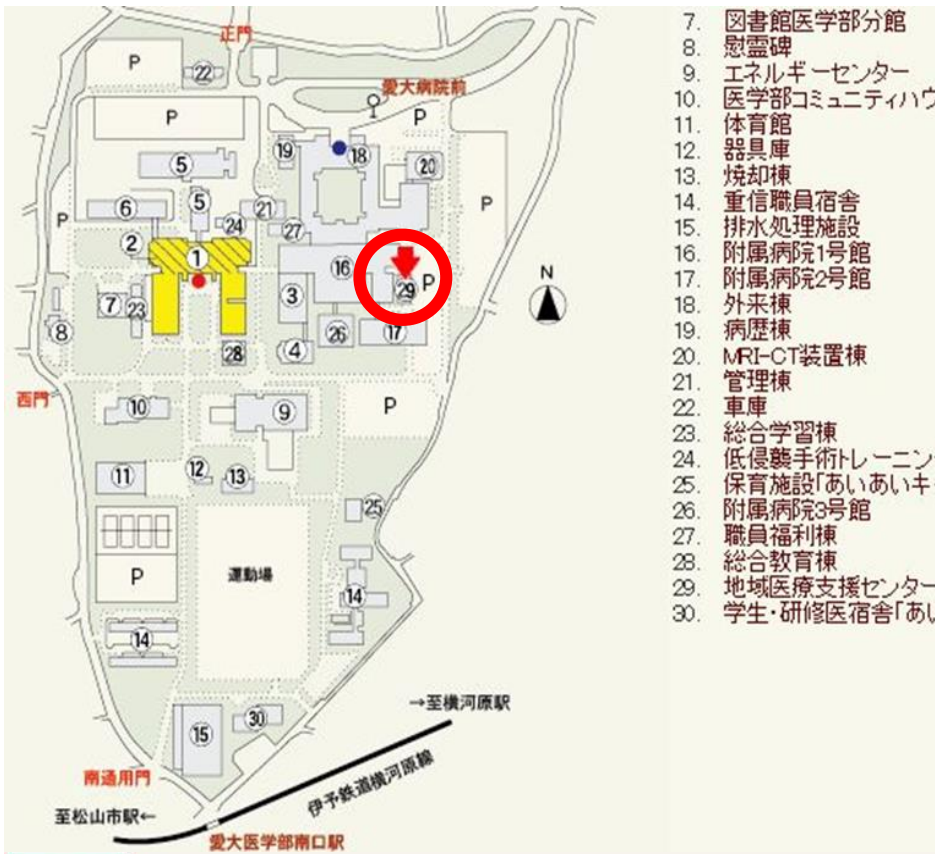 正門
P
22
愛大病院前
P
P
19
18
5
20
6
5
21
P
P
24
27
2
1
16
29
P
N
3
7
23
8
26
17
28
4
西門
10
9
P
11
12
13
25
P
運動場
14
14
→至横河原駅
30
15
南通用門
伊予鉄道横河原線
至松山市駅←
愛大医学部南口駅
7. 図書館医学部分館
8. 慰霊碑
9. エネルギーセンター
10. 医学部コミュニティハウ
11. 体育館
12. 器具庫
13. 焼却棟
14. 重信職員宿舎
15. 排水処理施設
16. 附属病院1号館
17. 附属病院2号館
18. 外来棟
19. 病歴棟
20. MRI-CT装置棟
21. 管理棟
22. 車庫
23. 総合学習棟
24. 低侵襲手術トレーニン
25. 保育施設「あいあいキ
26. 附属病院3号館
27. 職員福利棟
28. 総合教育棟
29. 地域医療支援センター
30. 学生・研修医宿舎「あい